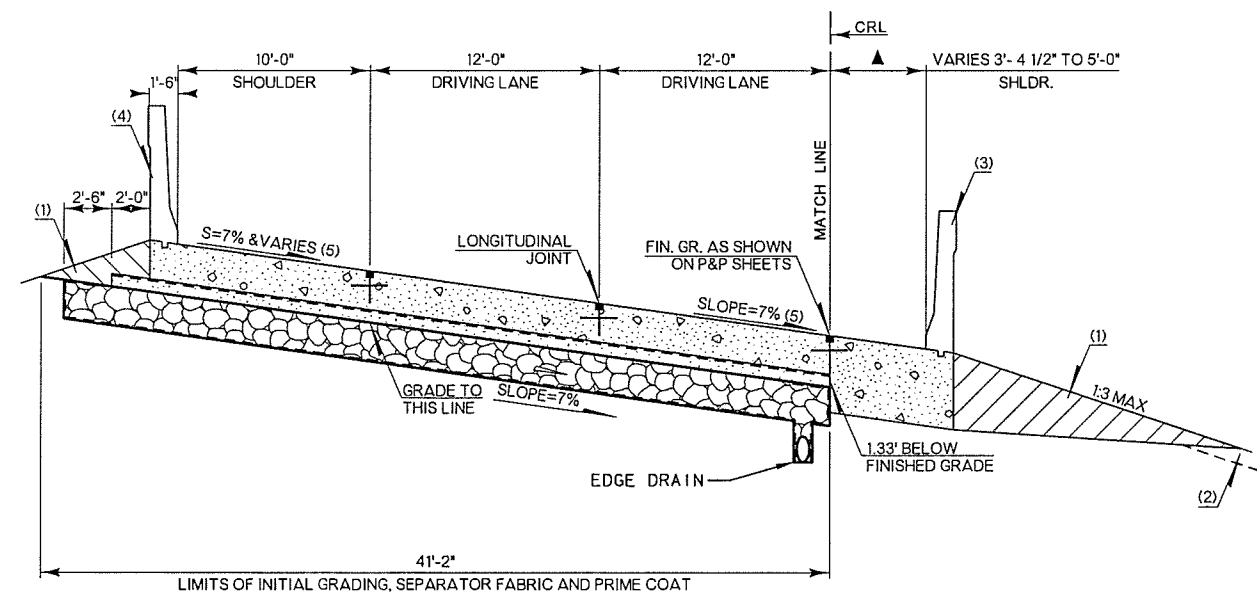 CRL
10'-0"
12'-0"
12'-0"
▲
VARIES 3'- 4 1/2" TO 5'-0"
1'-6"
SHOULDER
DRIVING LANE
DRIVING LANE
SHLDR.
(4)
MATCH LINE
(3)
2'-6"
2'-0"
(1)
S=7% &VARIES (5)
LONGITUDINAL
JOINT
FIN. GR. AS SHOWN
ON P&P SHEETS
SLOPE=7% (5)
(1)
1:3 MAX
GRADE TO
THIS LINE
SLOPE=7%
1.33' BELOW
FINISHED GRADE
EDGE DRAIN
(2)
41'-2"
LIMITS OF INITIAL GRADING, SEPARATOR FABRIC AND PRIME COAT